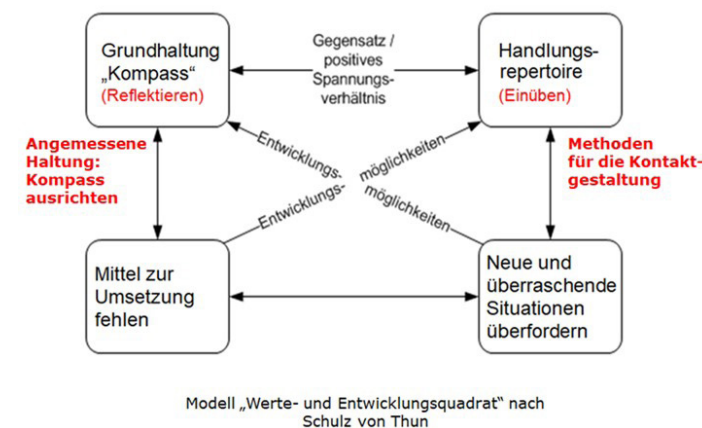 Grundhaltung
„Kompass“
(Reflektieren)
Gegensatz /
positives
Spannungs-
verhältnis
Handlungs-
repertoire
(Einüben)
Angemessene
Haltung:
Kompass
ausrichten
Entwicklungs-
möglichkeiten
Entwicklungs-
möglichkeiten
Methoden
für die Kontakt-
gestaltung
Mittel zur
Umsetzung
fehlen
Neue und
überraschende
Situationen
überfordern
Modell „Werte- und Entwicklungsquadrat“ nach
Schulz von Thun